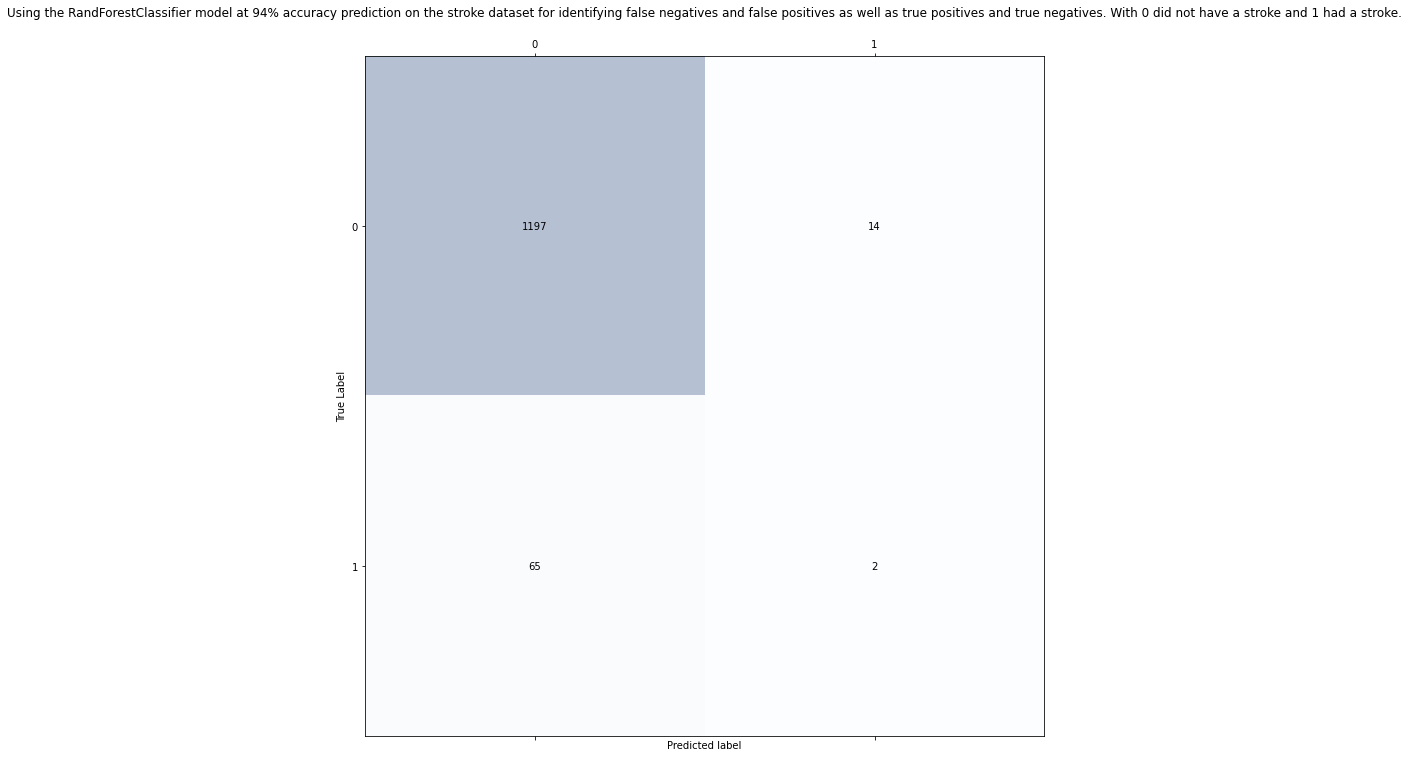 Using the RandForestClassifier model at 94% accuracy prediction on the stroke dataset for identifying false negatives and false positives as well as true positives and true negatives. With 0 did not have a stroke and 1 had a stroke.
0 1
0 1197 14
True Label
1 65 2
Predicted label